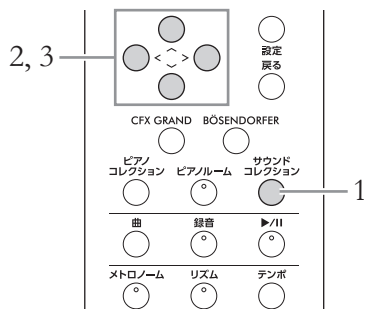 2, 3
設定
戻る
CFX GRAND BÖSENDORFER
ピアノ
コレクション
ピアノルーム
サウンド
コレクション
1
曲 録音 ▶/II
メトロノーム リズム テンポ